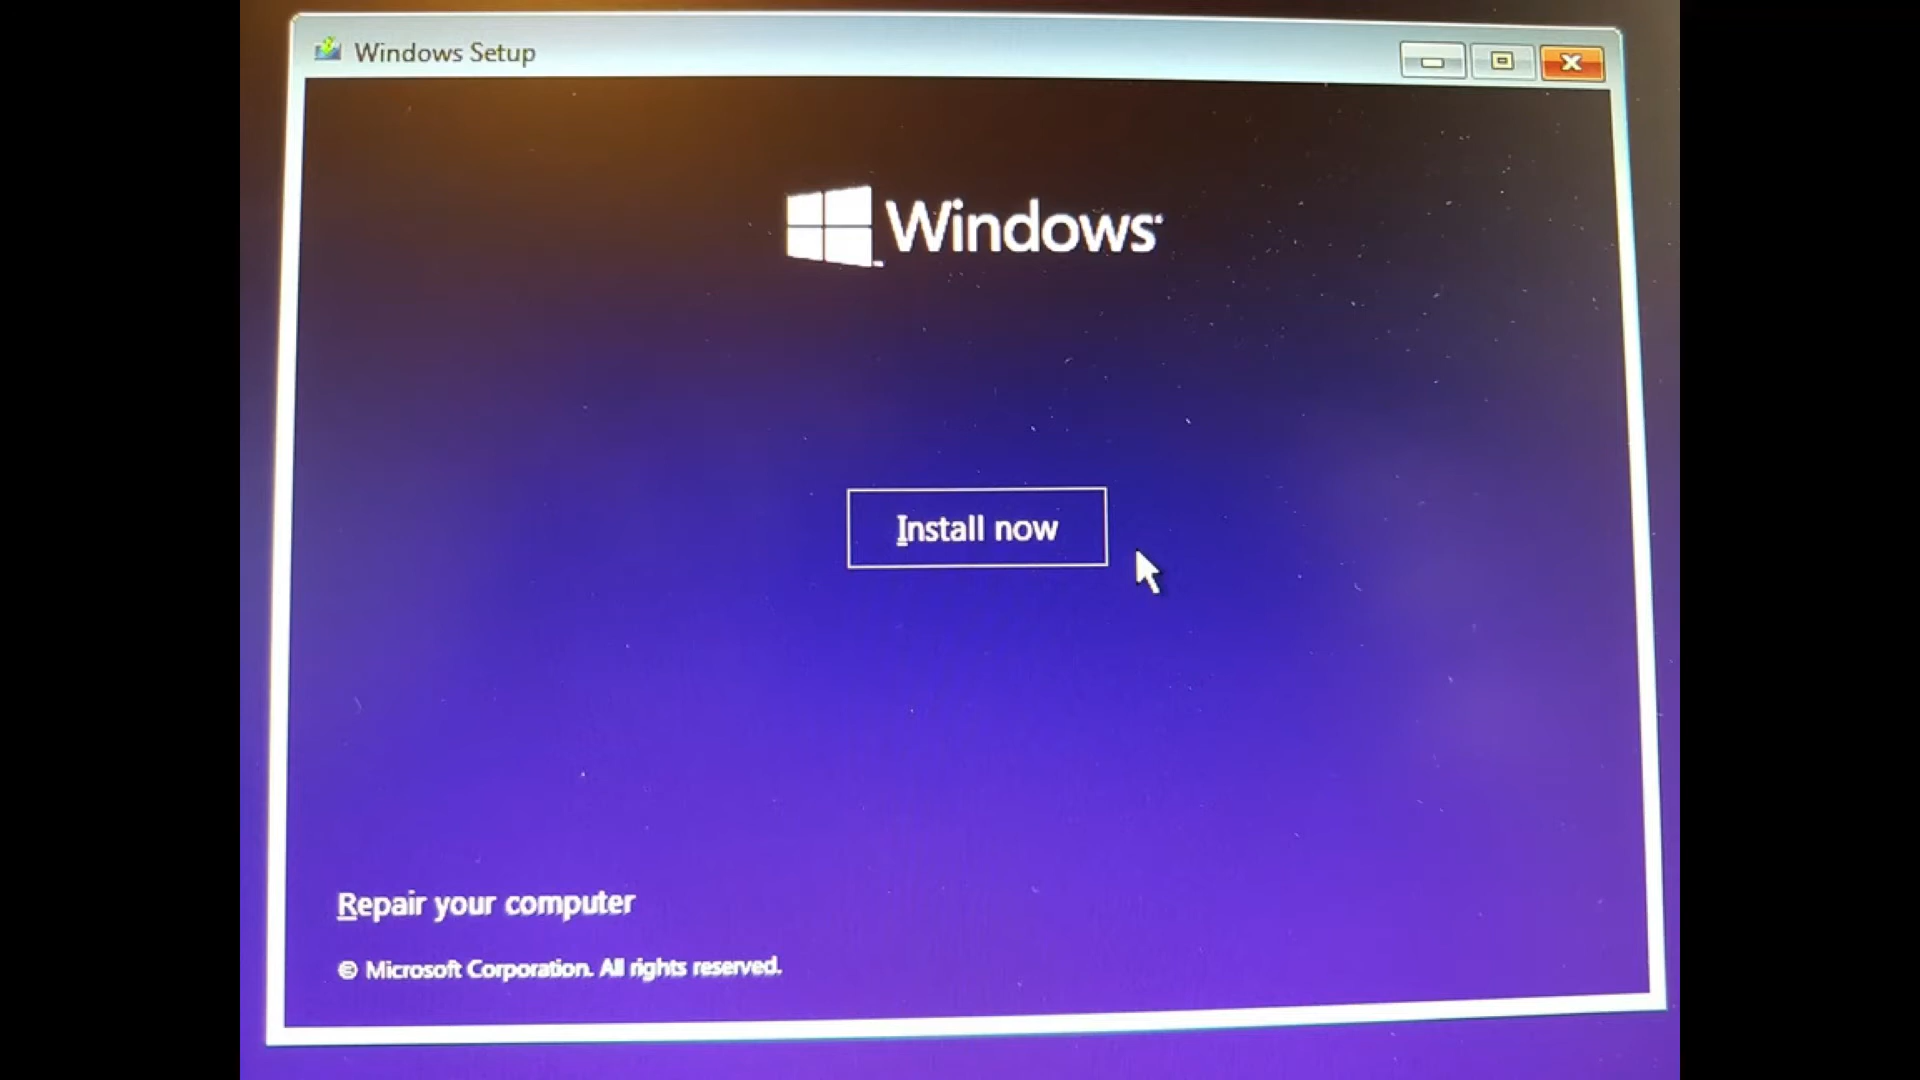 Windows Setup
Windows
Install now
Repair your computer
© Microsoft Corporation. All rights reserved.